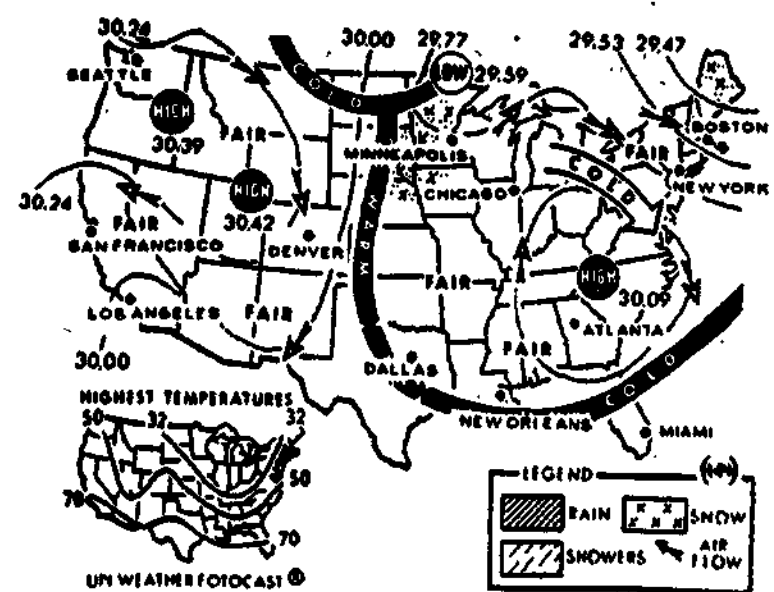 30.24
30.00
29.77
29.53
29.47
SEATTLE
COLD
LOW
29.59
HIGH
30.39
FAIR
MINNEAPOLIS
BOSTON
FAIR
COLD
NEW YORK
30.24
HIGH
30.42
CHICAGO
FAIR
SAN FRANCISCO
DENVER
WARM
FAIR
HIGH
30.09
LOS ANGELES
FAIR
ATLANTA
30.00
DALLAS
FAIR
COLD
NEW ORLEANS
MIAMI
HIGHEST TEMPERATURES
50
32
32
50
70
70
UPI WEATHER FOTOCAST ®
LEGEND
RAIN
SNOW
SHOWERS
AIR
FLOW